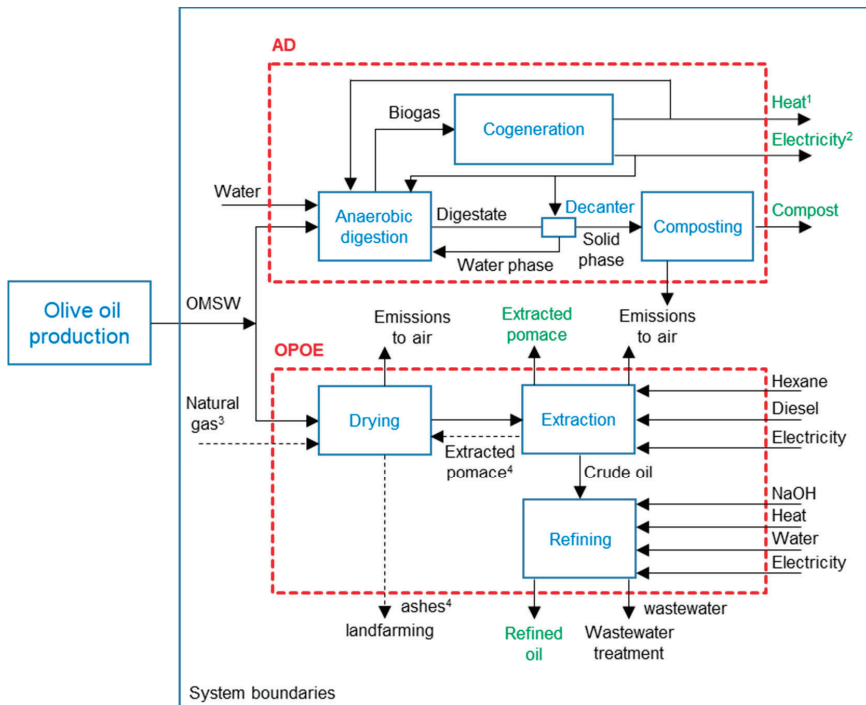 AD
Heat¹
Biogas
Cogeneration
Electricity²
Water
Anaerobic
digestion
Digestate
Decanter
Composting
Compost
Water phase
Solid
phase
Olive oil
production
OMSW
Emissions
to air
Extracted
pomace
Emissions
to air
OPOE
Natural
gas³
Drying
Extraction
Hexane
Diesel
Electricity
Extracted
pomace⁴
Crude oil
Refining
NaOH
Heat
Water
Electricity
ashes⁴
landfarming
Refined
oil
wastewater
Wastewater
treatment
System boundaries